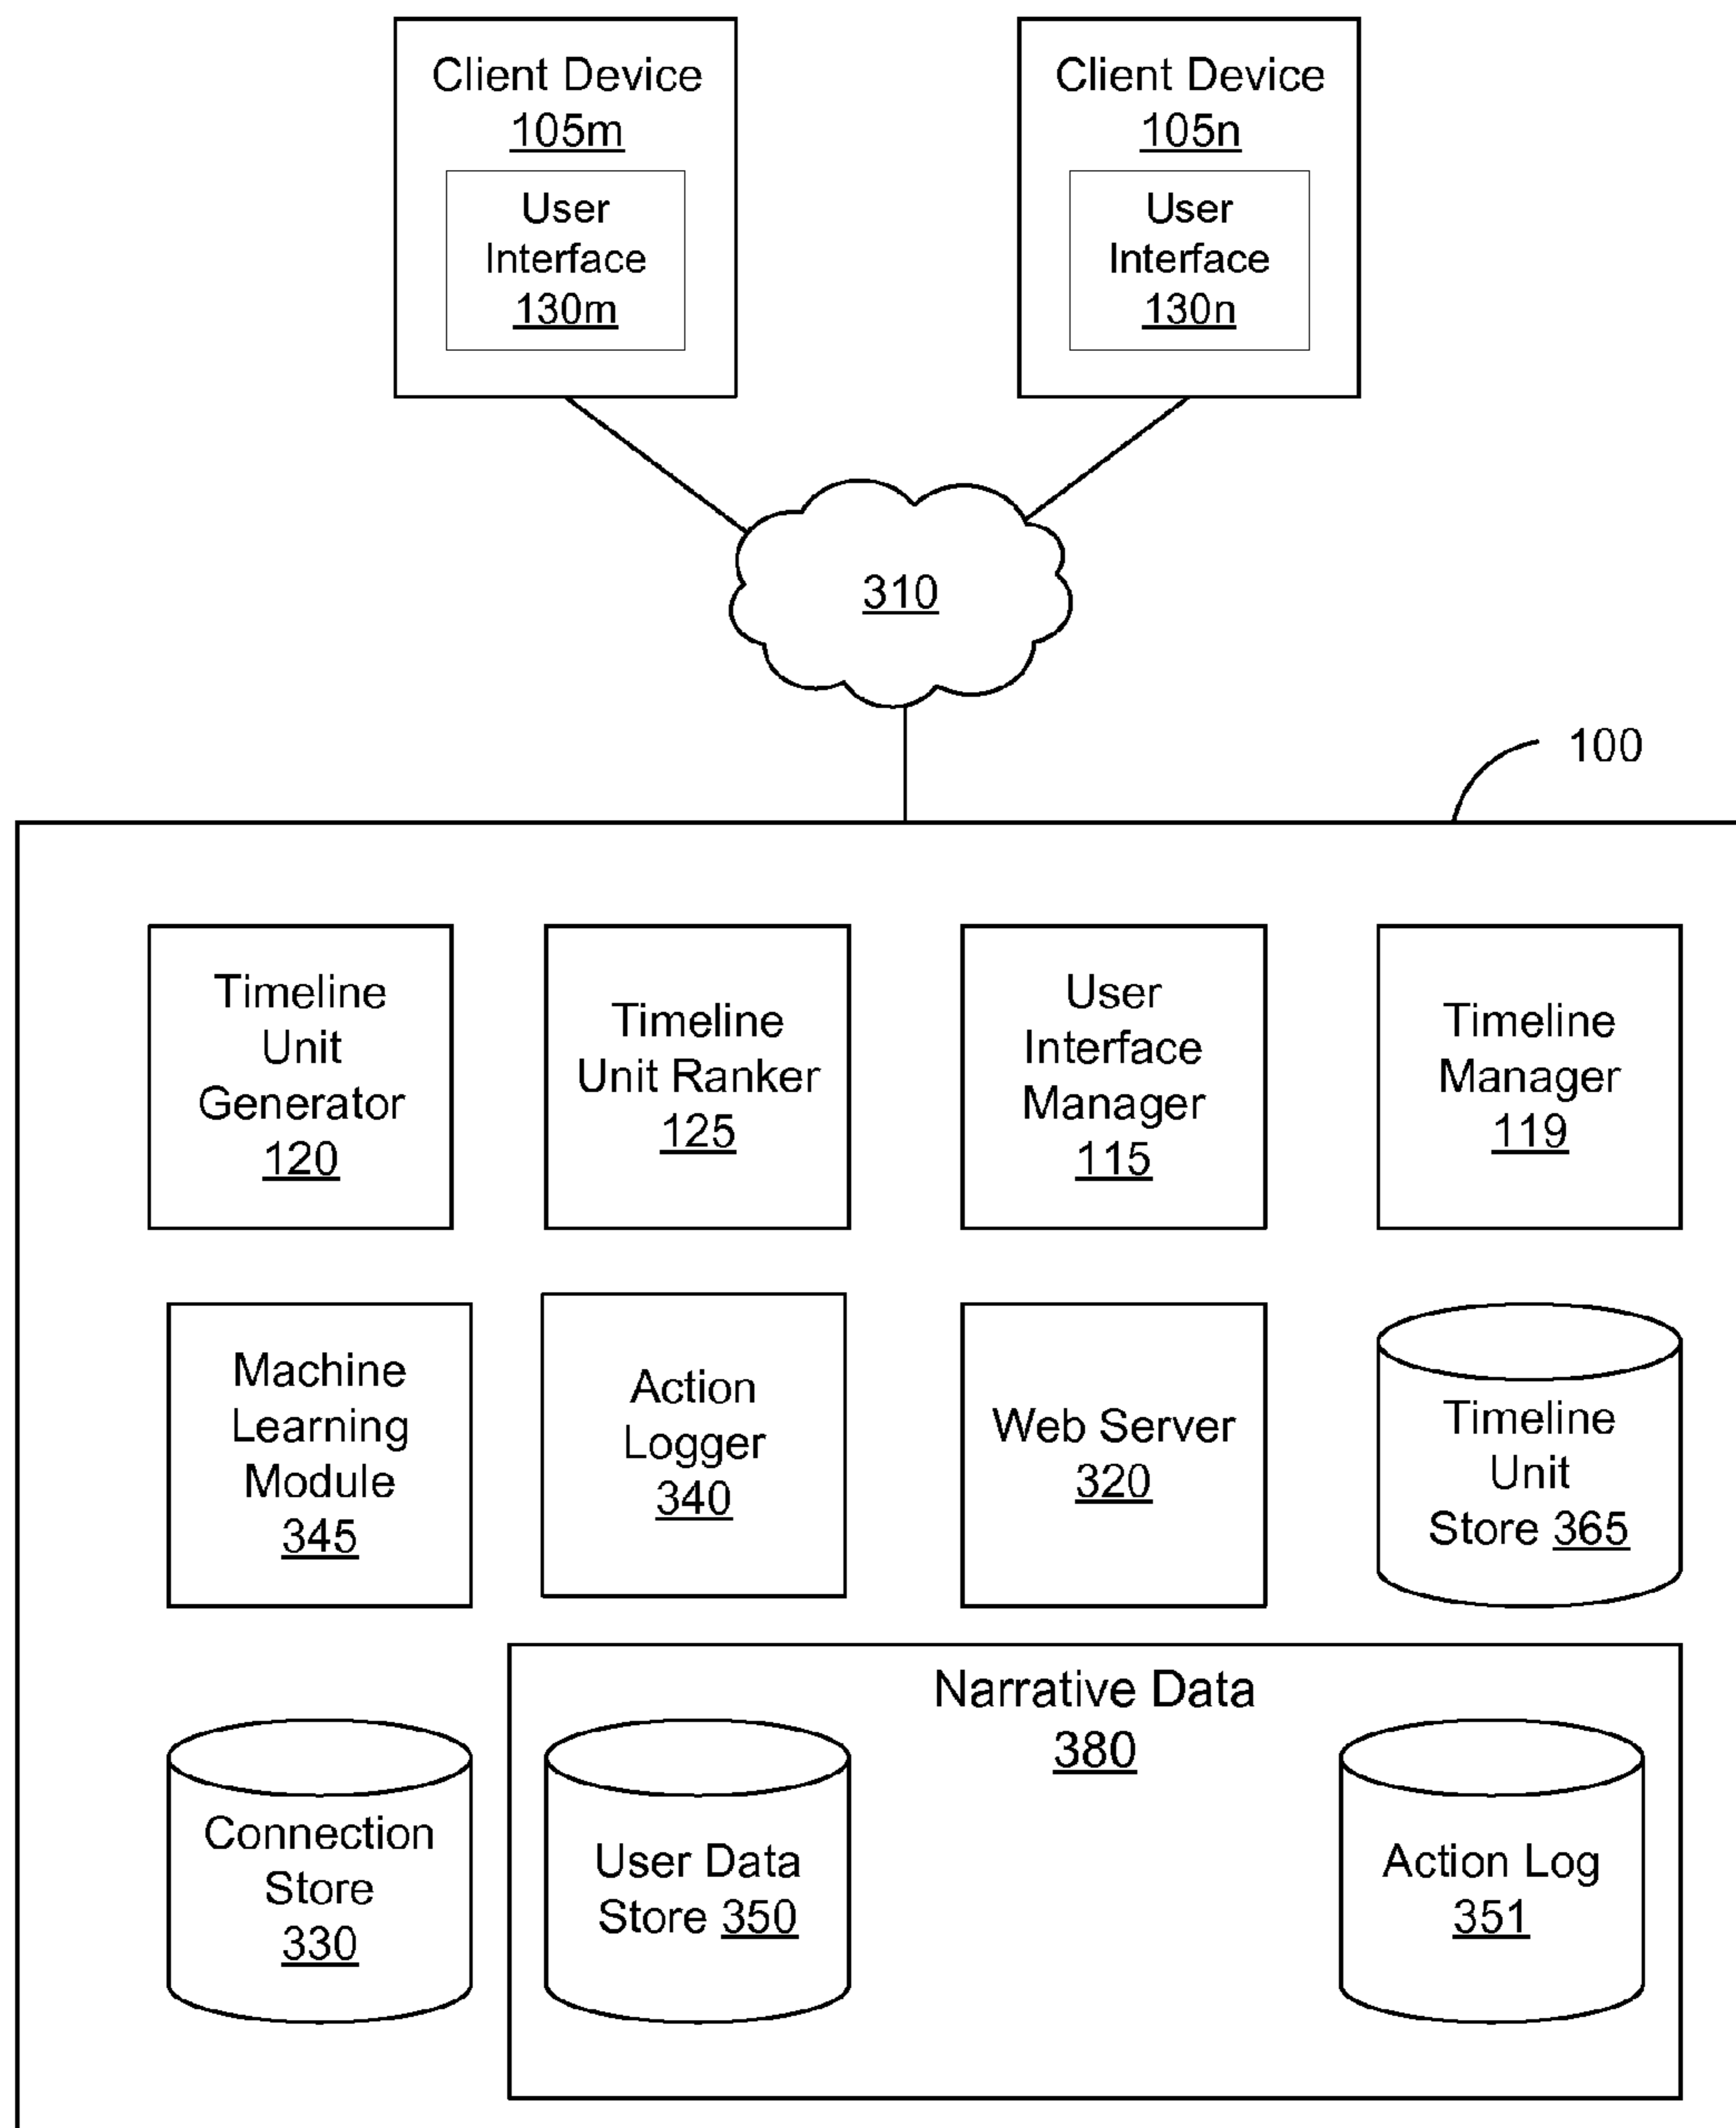 Client Device
105m
User
Interface
130m
Client Device
105n
User
Interface
130n
310
100
Timeline
Unit
Generator
120
Timeline
Unit Ranker
125
User
Interface
Manager
115
Timeline
Manager
119
Machine
Learning
Module
345
Action
Logger
340
Web Server
320
Timeline
Unit
Store 365
Narrative Data
380
Connection
Store
330
User Data
Store 350
Action Log
351